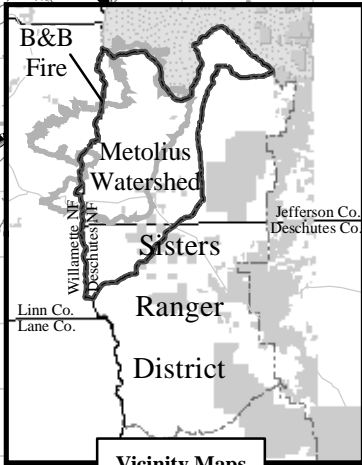 B&B
Fire
Metolius
Watershed
Willamette NF
Deschutes NF
Jefferson Co.
Deschutes Co.
Sisters
Linn Co.
Lane Co.
Ranger
District
Vicinity Maps